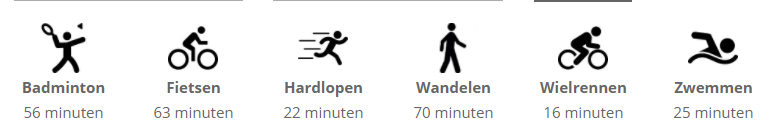 Badminton Fietsen Hardlopen Wandelen Wielrennen Zwemmen
56 minuten 63 minuten 22 minuten 70 minuten 16 minuten 25 minuten